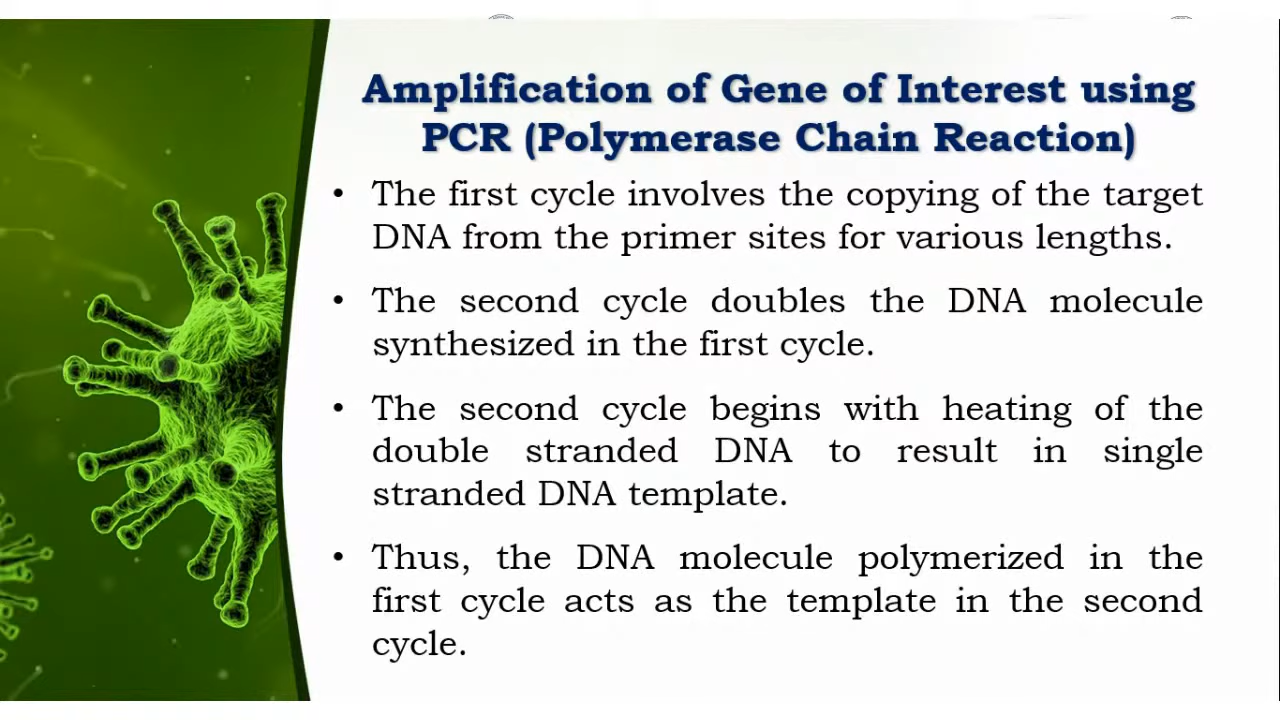 Amplification of Gene of Interest using
PCR (Polymerase Chain Reaction)
• The first cycle involves the copying of the target
DNA from the primer sites for various lengths.
• The second cycle doubles the DNA molecule
synthesized in the first cycle.
• The second cycle begins with heating of the
double stranded DNA to result in single
stranded DNA template.
• Thus, the DNA molecule polymerized in the
first cycle acts as the template in the second
cycle.